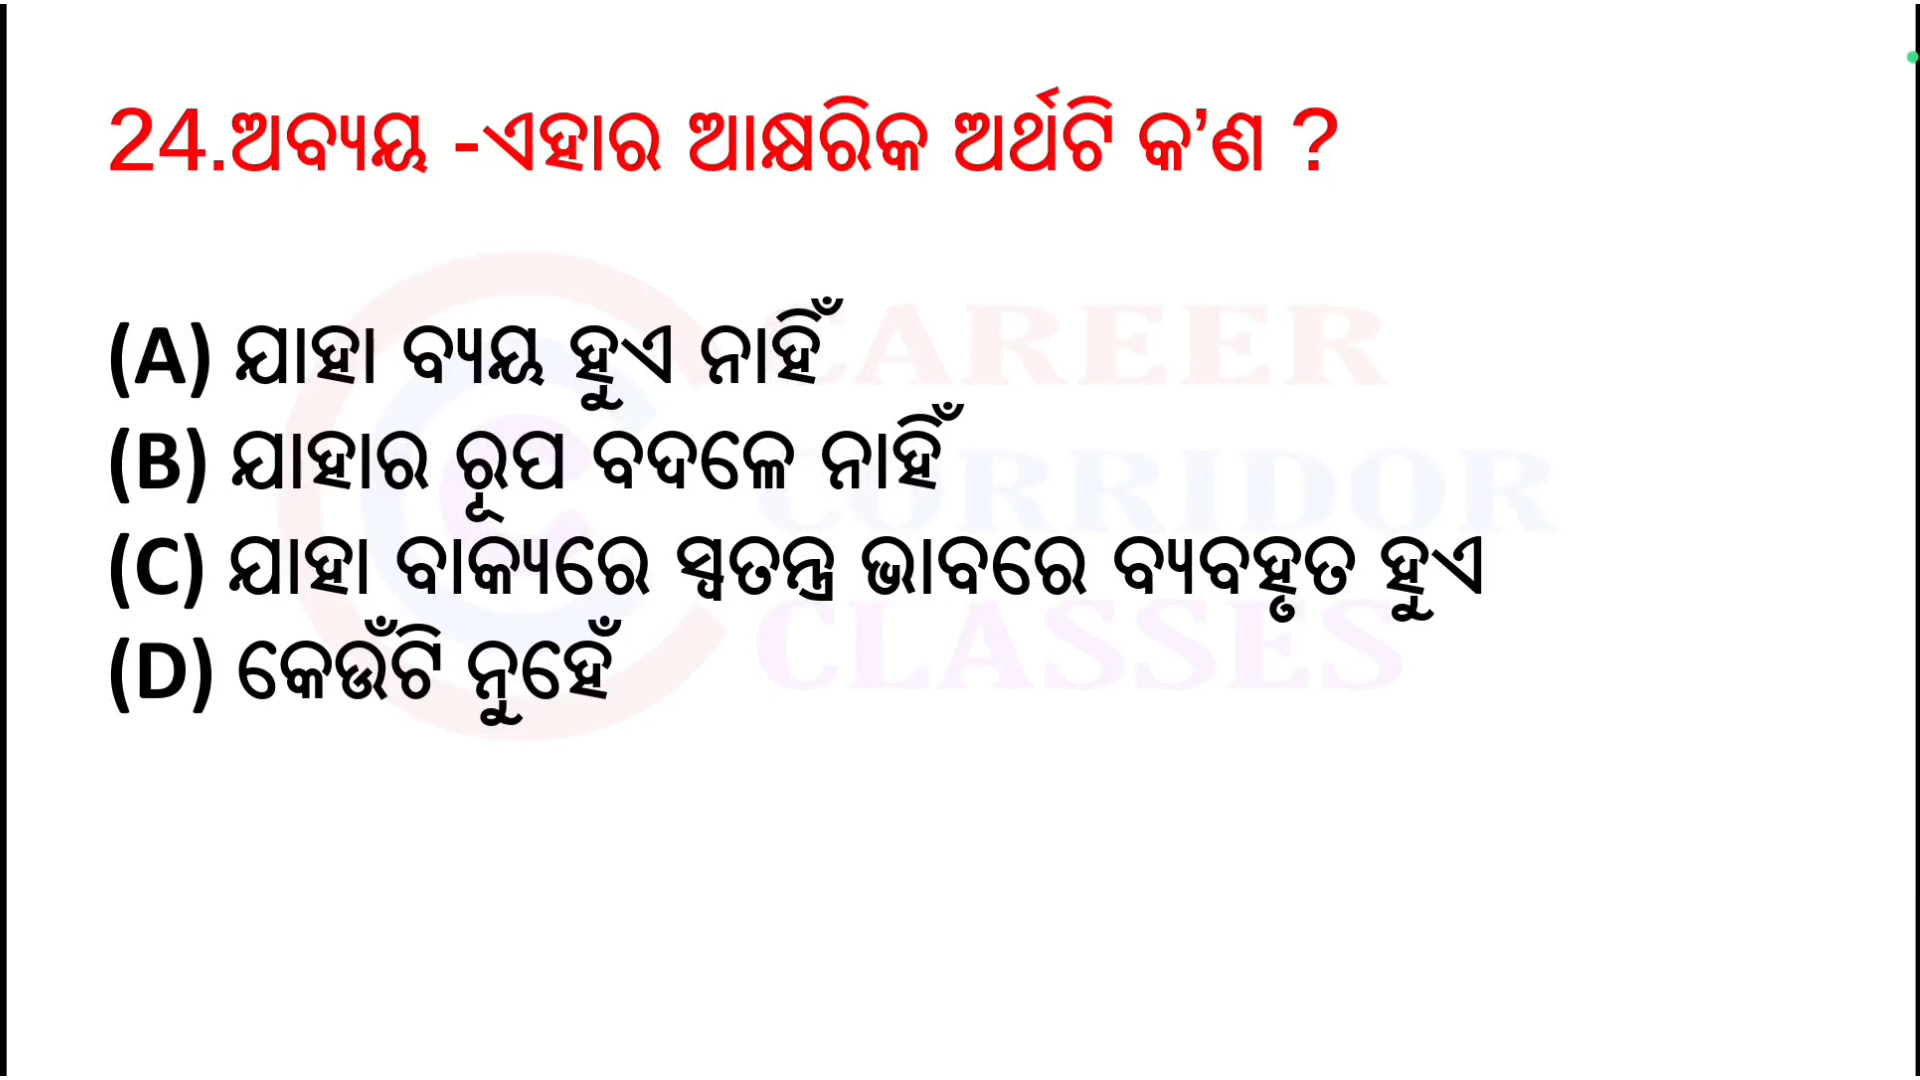 24.ଅବ୍ୟୟ -ଏହାର ଆକ୍ଷରିକ ଅର୍ଥଟି କ’ଣ ?
(A) ଯାହା ବ୍ୟୟ ହୁଏ ନାହିଁ
(B) ଯାହାର ରୂପ ବଦଳେ ନାହିଁ
(C) ଯାହା ବାକ୍ୟରେ ସ୍ୱତନ୍ତ୍ର ଭାବରେ ବ୍ୟବହୃତ ହୁଏ
(D) କେଉଁଟି ନୁହେଁ
CAREER
CORRIDOR
CLASSES